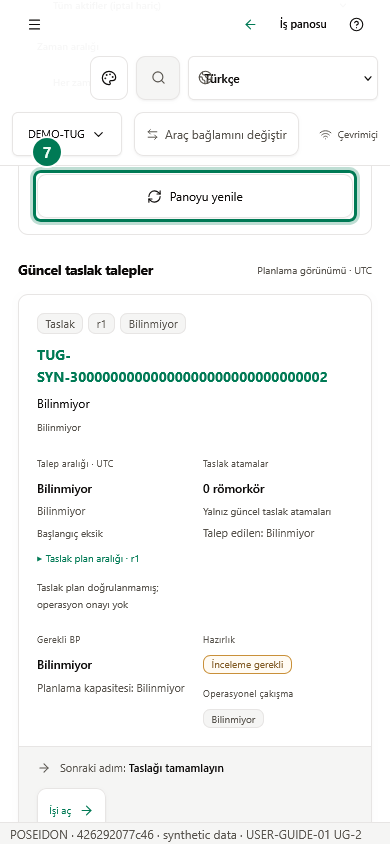 İş panosu
Türkçe
DEMO-TUG
Araç bağlamını değiştir
Çevrimiçi
7
Panoyu yenile
Güncel taslak talepler
Planlama görünümü · UTC
Taslak
r1
Bilinmiyor
TUG-
SYN-30000000000000000000000000000002
Bilinmiyor
Bilinmiyor
Talep aralığı · UTC
Bilinmiyor
Bilinmiyor
Başlangıç eksik
▸ Taslak plan aralığı · r1
Taslak plan doğrulanmamış;
operasyon onayı yok
Taslak atamalar
0 römorkör
Yalnız güncel taslak atamaları
Talep edilen: Bilinmiyor
Gerekli BP
Bilinmiyor
Planlama kapasitesi: Bilinmiyor
Hazırlık
İnceleme gerekli
Operasyonel çakışma
Bilinmiyor
Sonraki adım: Taslağı tamamlayın
İşi aç
POSEIDON · 426292077c46 · synthetic data · USER-GUIDE-01 UG-2